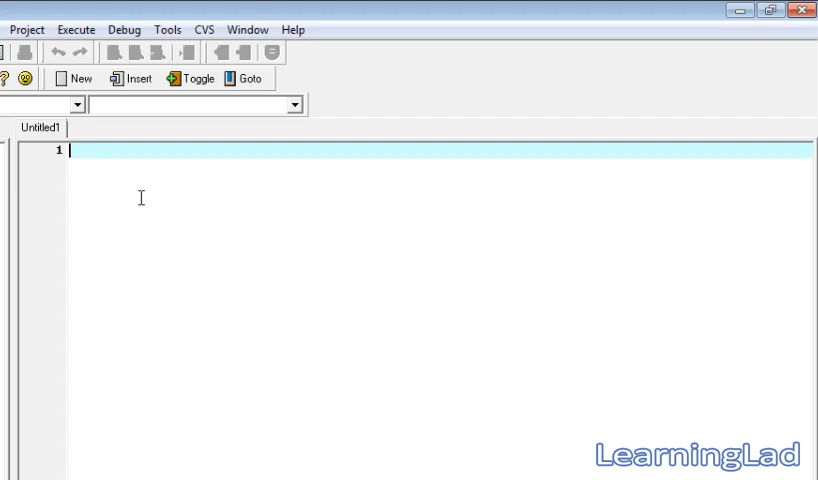 Project Execute Debug Tools CVS Window Help
New Insert Toggle Goto
Untitled1
1
LearningLad